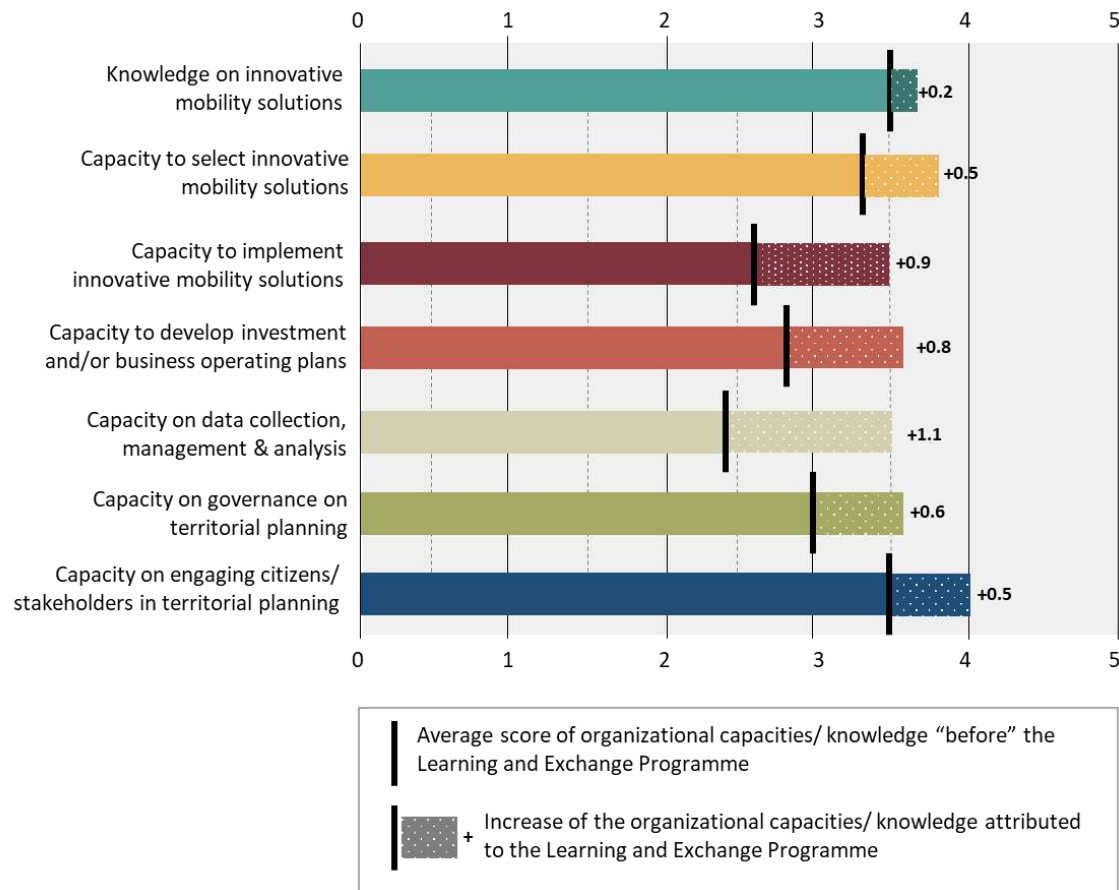 0 1 2 3 4 5
Knowledge on innovative
mobility solutions
+0.2
Capacity to select innovative
mobility solutions
+0.5
Capacity to implement
innovative mobility solutions
+0.9
Capacity to develop investment
and/or business operating plans
+0.8
Capacity on data collection,
management & analysis
+1.1
Capacity on governance on
territorial planning
+0.6
Capacity on engaging citizens/
stakeholders in territorial planning
+0.5
0 1 2 3 4 5
Average score of organizational capacities/ knowledge “before” the
Learning and Exchange Programme
+ Increase of the organizational capacities/ knowledge attributed
to the Learning and Exchange Programme